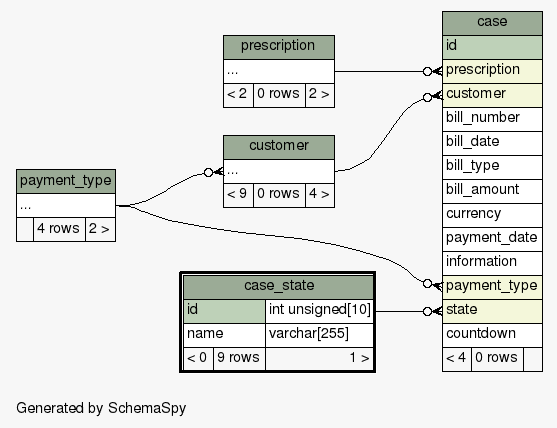 case
id
prescription
customer
bill_number
bill_date
bill_type
bill_amount
currency
payment_date
information
payment_type
state
countdown
< 4 0 rows
prescription
...
< 2 0 rows 2 >
customer
...
< 9 0 rows 4 >
payment_type
...
4 rows 2 >
case_state
id int unsigned[10]
name varchar[255]
< 0 9 rows 1 >
Generated by SchemaSpy